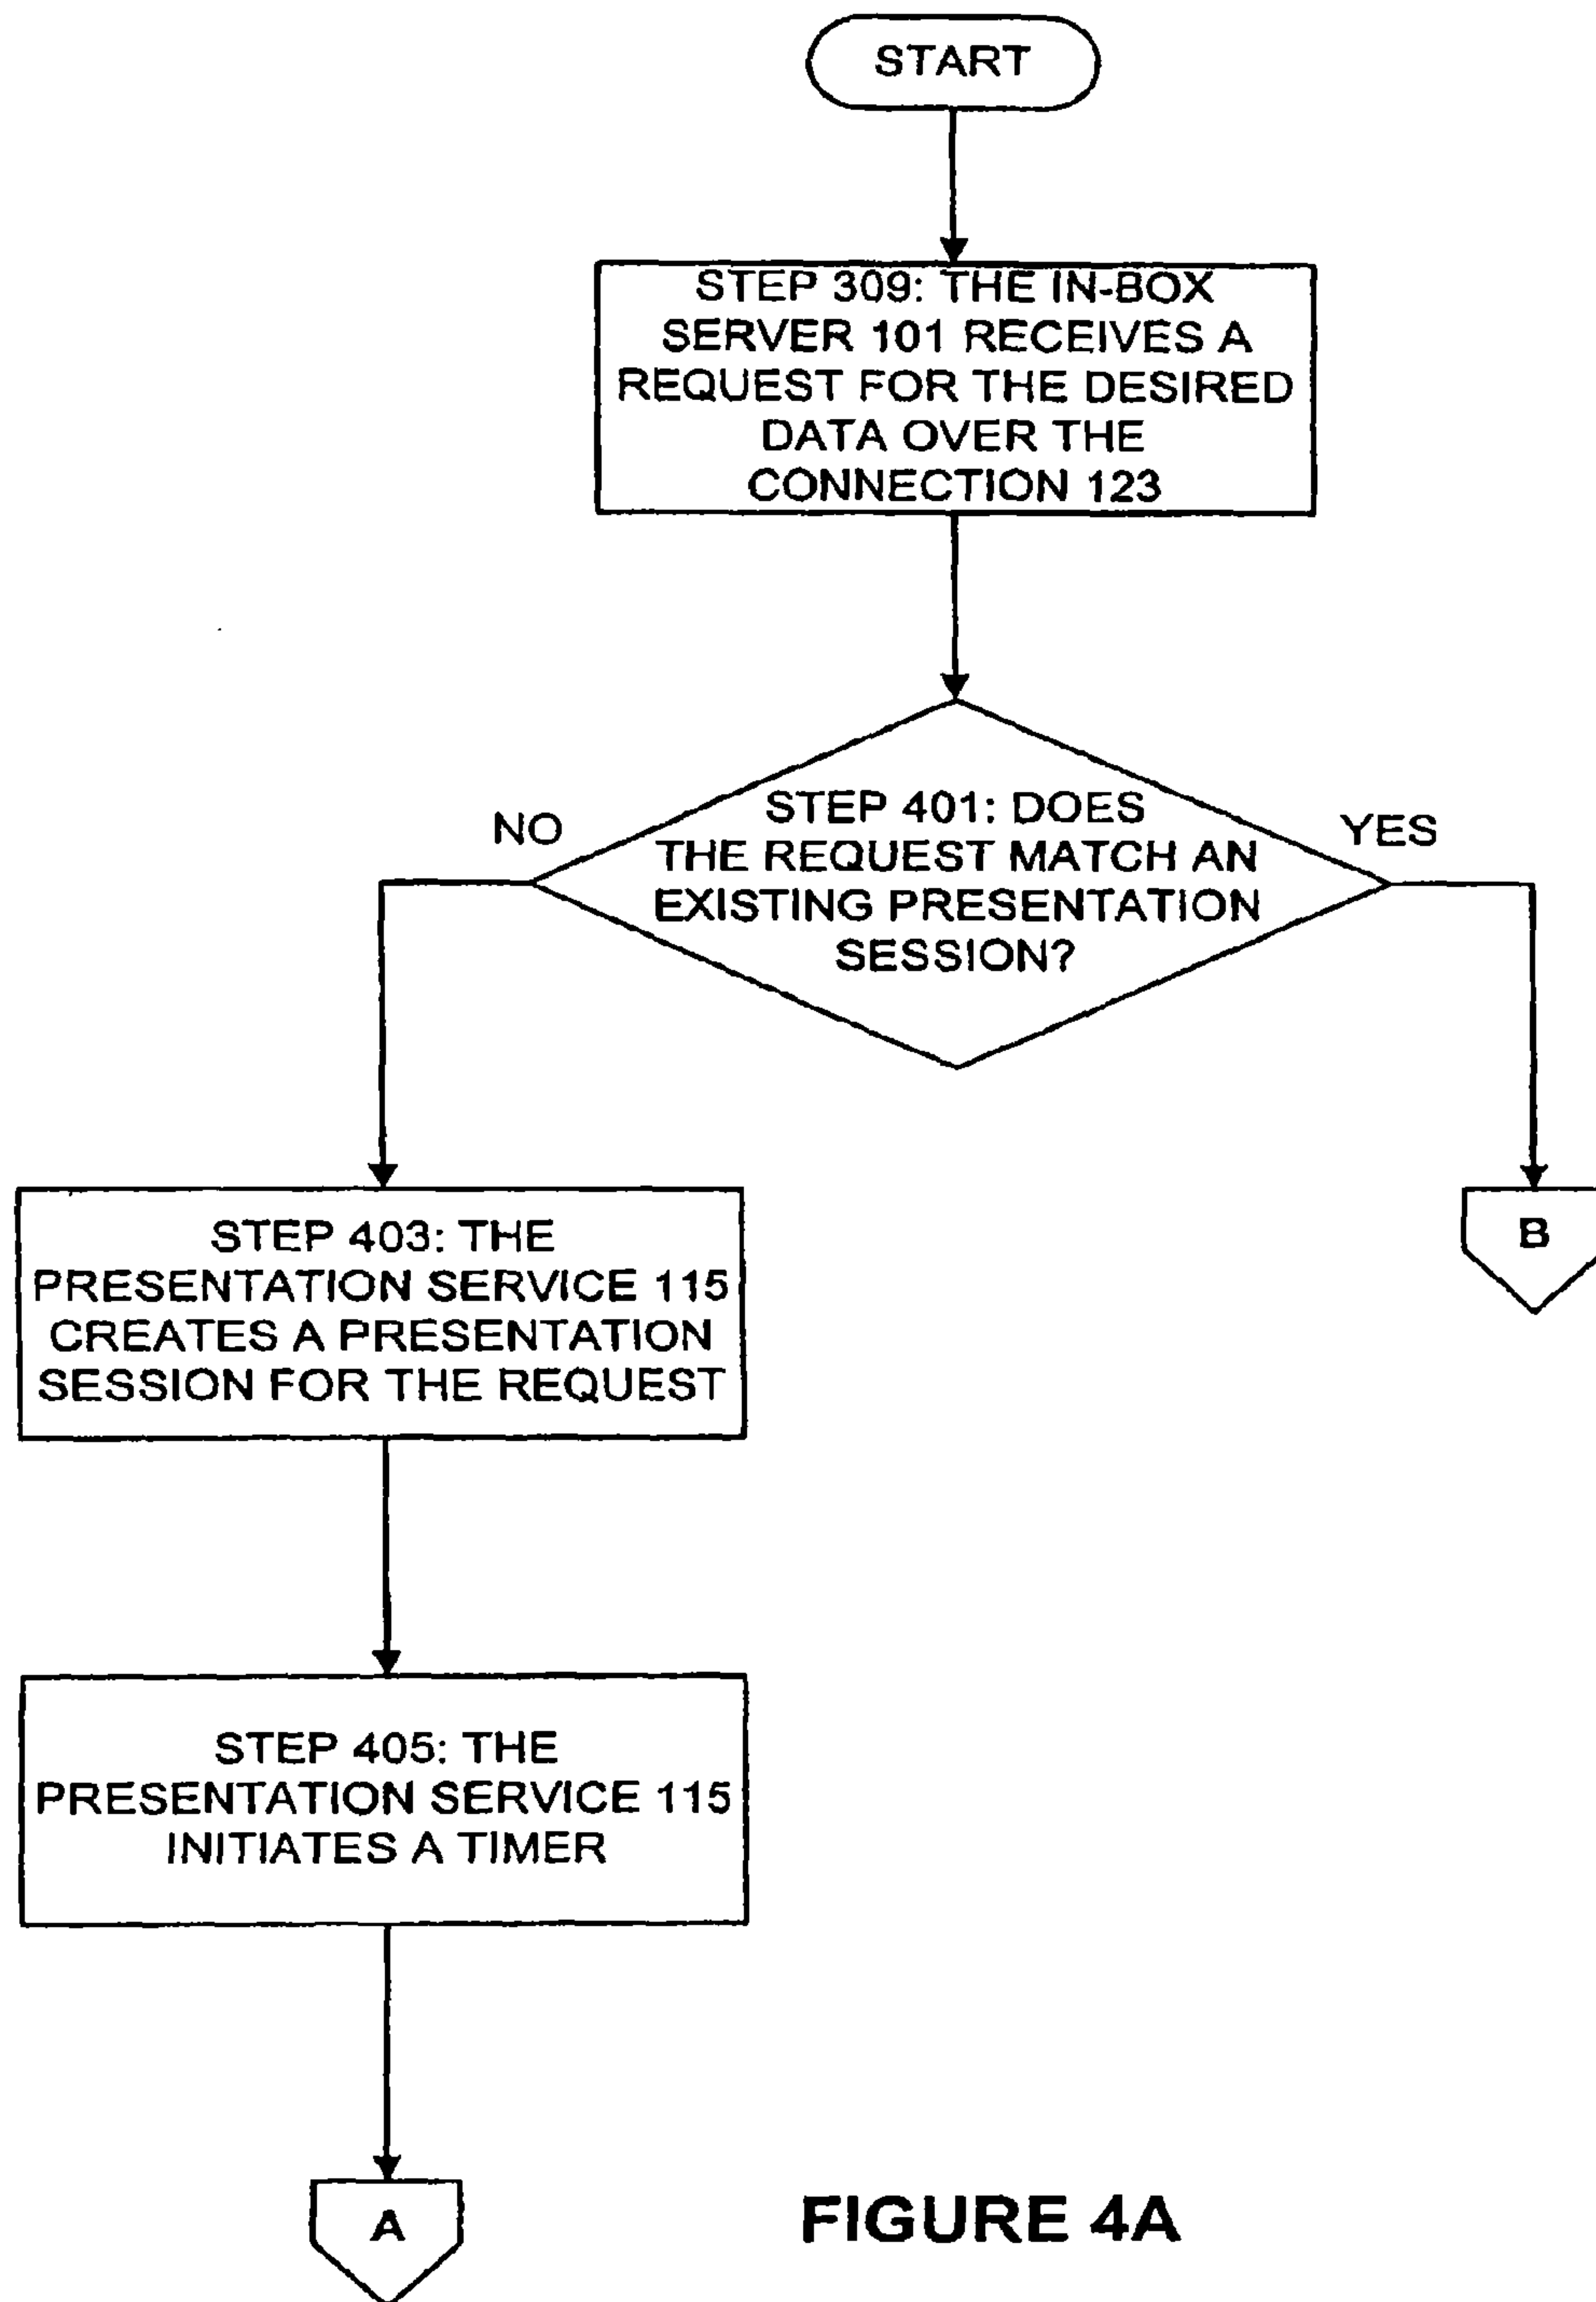 START
STEP 309: THE IN-BOX
SERVER 101 RECEIVES A
REQUEST FOR THE DESIRED
DATA OVER THE
CONNECTION 123
NO
STEP 401: DOES
THE REQUEST MATCH AN
EXISTING PRESENTATION
SESSION?
YES
STEP 403: THE
PRESENTATION SERVICE 115
CREATES A PRESENTATION
SESSION FOR THE REQUEST
B
STEP 405: THE
PRESENTATION SERVICE 115
INITIATES A TIMER
A
FIGURE 4A